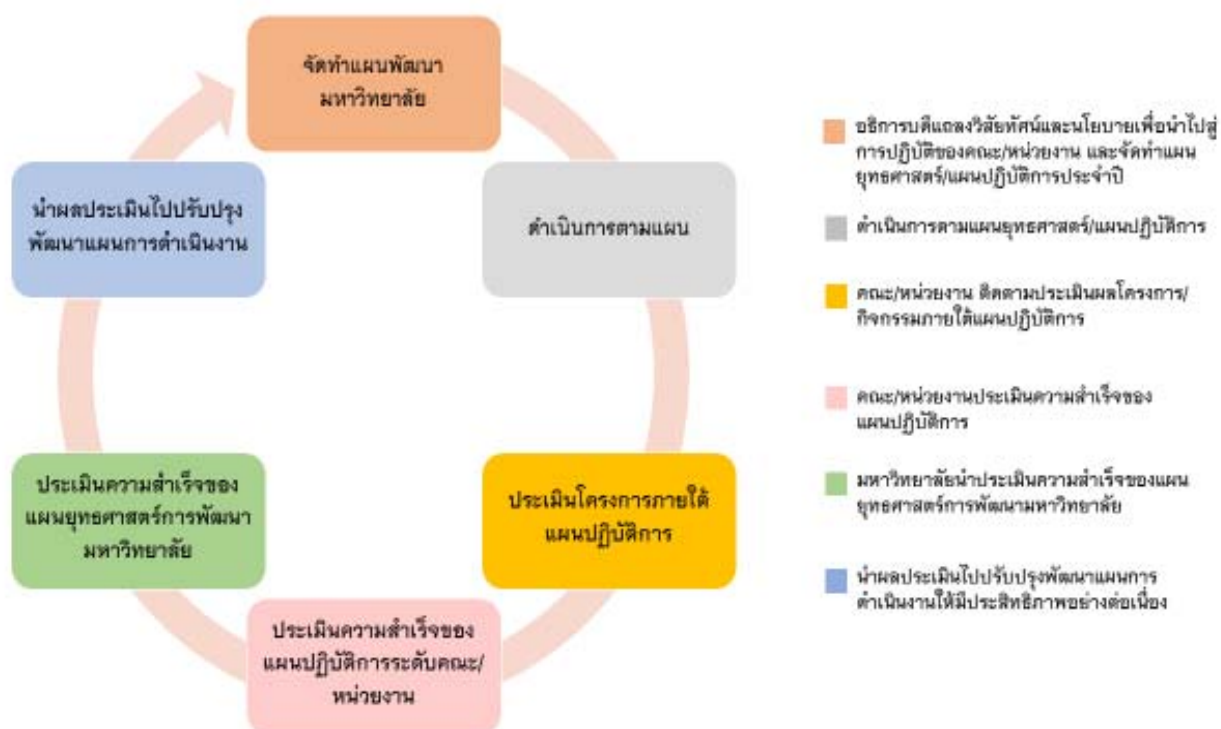 จัดทำแผนพัฒนา
มหาวิทยาลัย
ดำเนินการตามแผน
ประเมินโครงการภายใต้
แผนปฏิบัติการ
ประเมินความสำเร็จของ
แผนปฏิบัติการระดับคณะ/
หน่วยงาน
ประเมินความสำเร็จของ
แผนยุทธศาสตร์การพัฒนา
มหาวิทยาลัย
นำผลประเมินไปปรับปรุง
พัฒนาแผนการดำเนินงาน
อธิการบดีแถลงวิสัยทัศน์และนโยบายเพื่อนำไปสู่
การปฏิบัติของคณะ/หน่วยงาน และจัดทำแผน
ยุทธศาสตร์/แผนปฏิบัติการประจำปี
ดำเนินการตามแผนยุทธศาสตร์/แผนปฏิบัติการ
คณะ/หน่วยงาน ติดตามประเมินผลโครงการ/
กิจกรรมภายใต้แผนปฏิบัติการ
คณะ/หน่วยงานประเมินความสำเร็จของ
แผนปฏิบัติการ
มหาวิทยาลัยนำประเมินความสำเร็จของแผน
ยุทธศาสตร์การพัฒนามหาวิทยาลัย
นำผลประเมินไปปรับปรุงพัฒนาแผนการ
ดำเนินงานให้มีประสิทธิภาพอย่างต่อเนื่อง